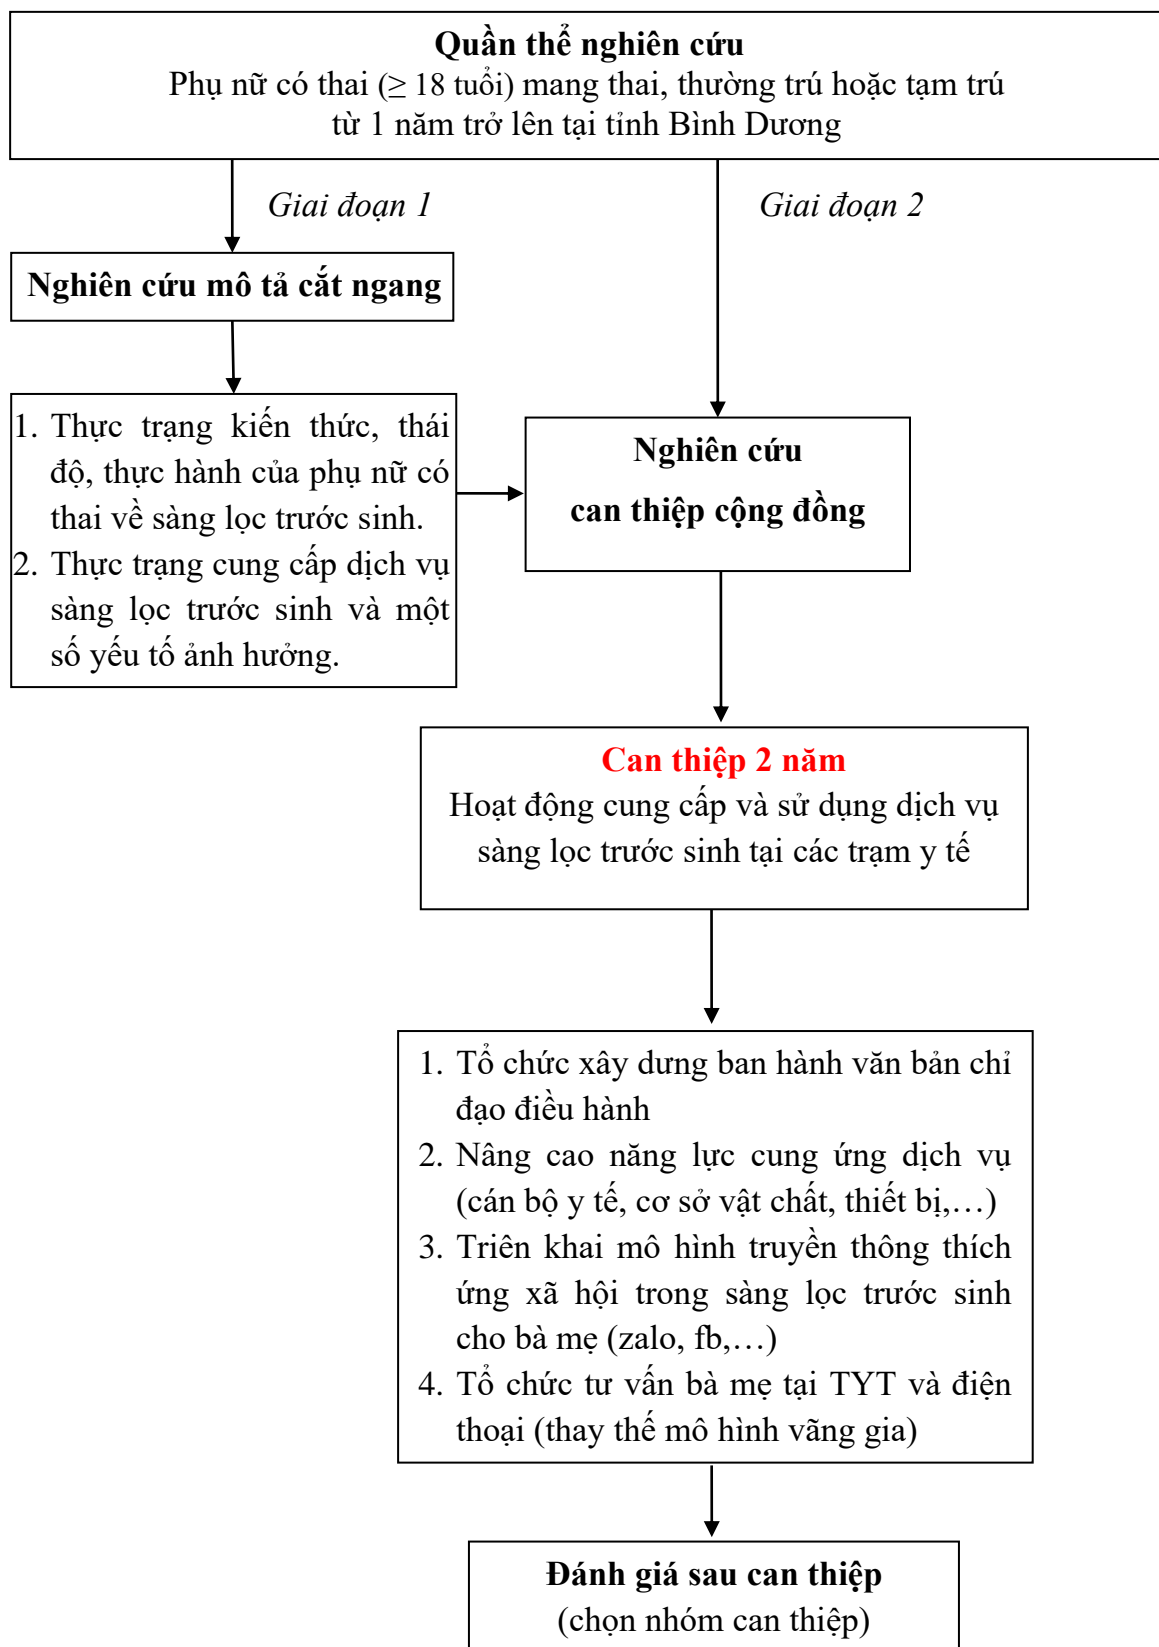 Quần thể nghiên cứu
Phụ nữ có thai (≥ 18 tuổi) mang thai, thường trú hoặc tạm trú
từ 1 năm trở lên tại tỉnh Bình Dương
Giai đoạn 1
Giai đoạn 2
Nghiên cứu mô tả cắt ngang
1. Thực trạng kiến thức, thái
độ, thực hành của phụ nữ có
thai về sàng lọc trước sinh.
2. Thực trạng cung cấp dịch vụ
sàng lọc trước sinh và một
số yếu tố ảnh hưởng.
Nghiên cứu
can thiệp cộng đồng
Can thiệp 2 năm
Hoạt động cung cấp và sử dụng dịch vụ
sàng lọc trước sinh tại các trạm y tế
1. Tổ chức xây dưng ban hành văn bản chỉ
đạo điều hành
2. Nâng cao năng lực cung ứng dịch vụ
(cán bộ y tế, cơ sở vật chất, thiết bị,…)
3. Triên khai mô hình truyền thông thích
ứng xã hội trong sàng lọc trước sinh
cho bà mẹ (zalo, fb,…)
4. Tổ chức tư vấn bà mẹ tại TYT và điện
thoại (thay thế mô hình vãng gia)
Đánh giá sau can thiệp
(chọn nhóm can thiệp)